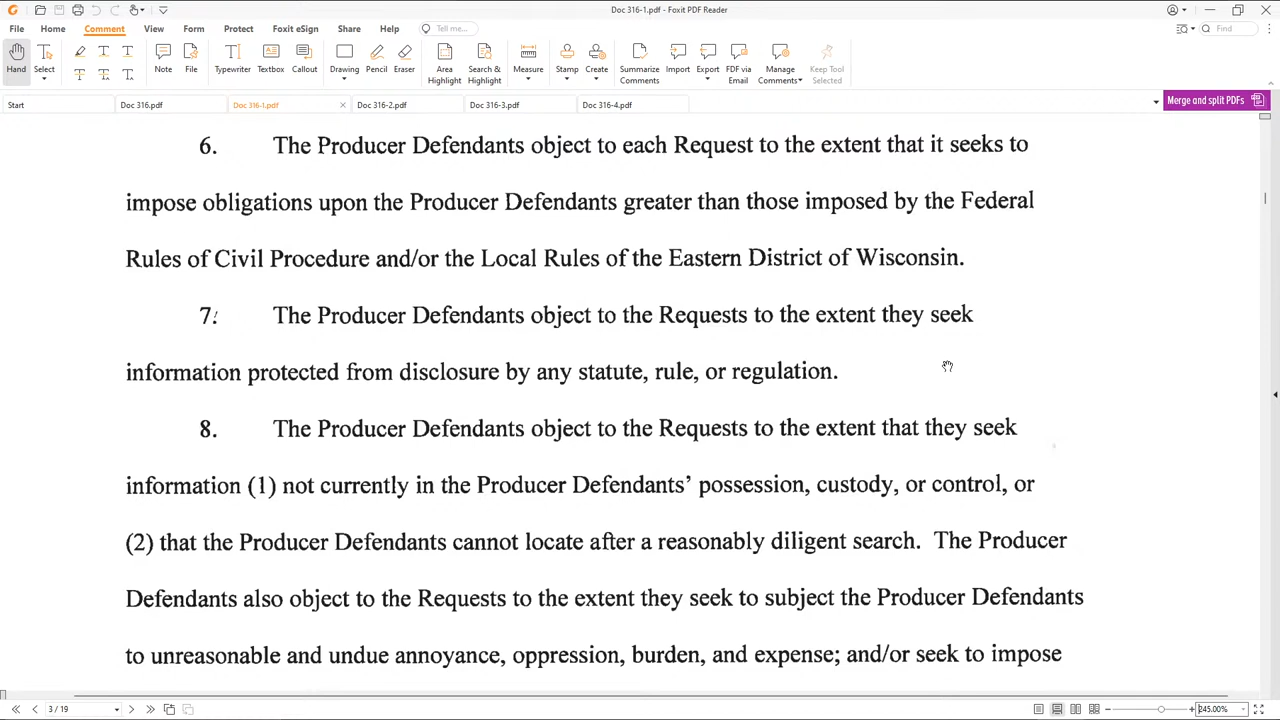 Doc 316-1.pdf - Foxit PDF Reader
File Home Comment View Form Protect Foxit eSign Share Help Tell me... Find
Hand Select Note File Typewriter Textbox Callout Drawing Pencil Eraser Area Highlight Search & Highlight Measure Stamp Create Summarize Comments Import Export FDF via Email Manage Comments Keep Tool Selected
Start Doc 316.pdf Doc 316-1.pdf Doc 316-2.pdf Doc 316-3.pdf Doc 316-4.pdf Merge and split PDFs
6. The Producer Defendants object to each Request to the extent that it seeks to
impose obligations upon the Producer Defendants greater than those imposed by the Federal
Rules of Civil Procedure and/or the Local Rules of the Eastern District of Wisconsin.
7. The Producer Defendants object to the Requests to the extent they seek
information protected from disclosure by any statute, rule, or regulation.
8. The Producer Defendants object to the Requests to the extent that they seek
information (1) not currently in the Producer Defendants’ possession, custody, or control, or
(2) that the Producer Defendants cannot locate after a reasonably diligent search. The Producer
Defendants also object to the Requests to the extent they seek to subject the Producer Defendants
to unreasonable and undue annoyance, oppression, burden, and expense; and/or seek to impose
3 / 19 245.00%